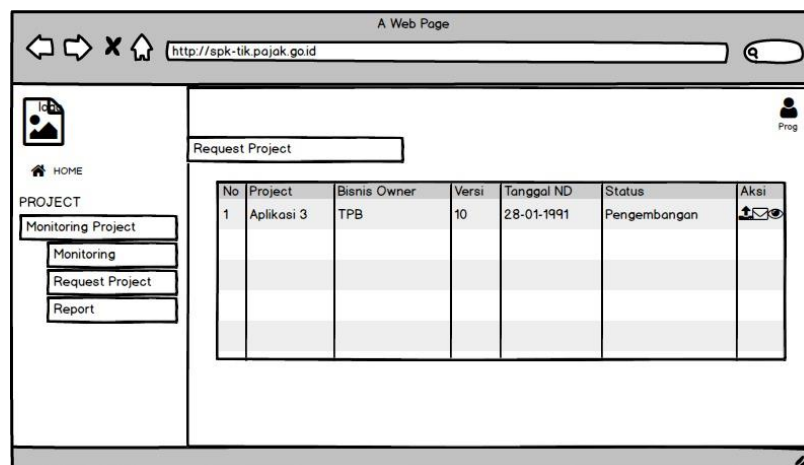 A Web Page
http://spk-tik.pajak.go.id
logo
Prog
HOME
PROJECT
Monitoring Project
Monitoring
Request Project
Report
Request Project
No Project Bisnis Owner Versi Tanggal ND Status Aksi
1 Aplikasi 3 TPB 10 28-01-1991 Pengembangan